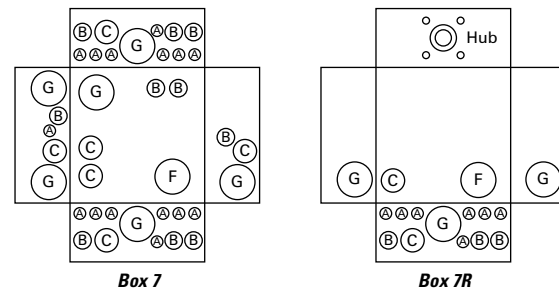 B C A B B
A A A G A A A
G G B B
B
A
B
C C C
G C F G
A A A G A A A
B C A B B
Box 7
Hub
G C F G
A A A G A A A
B C A B B
Box 7R